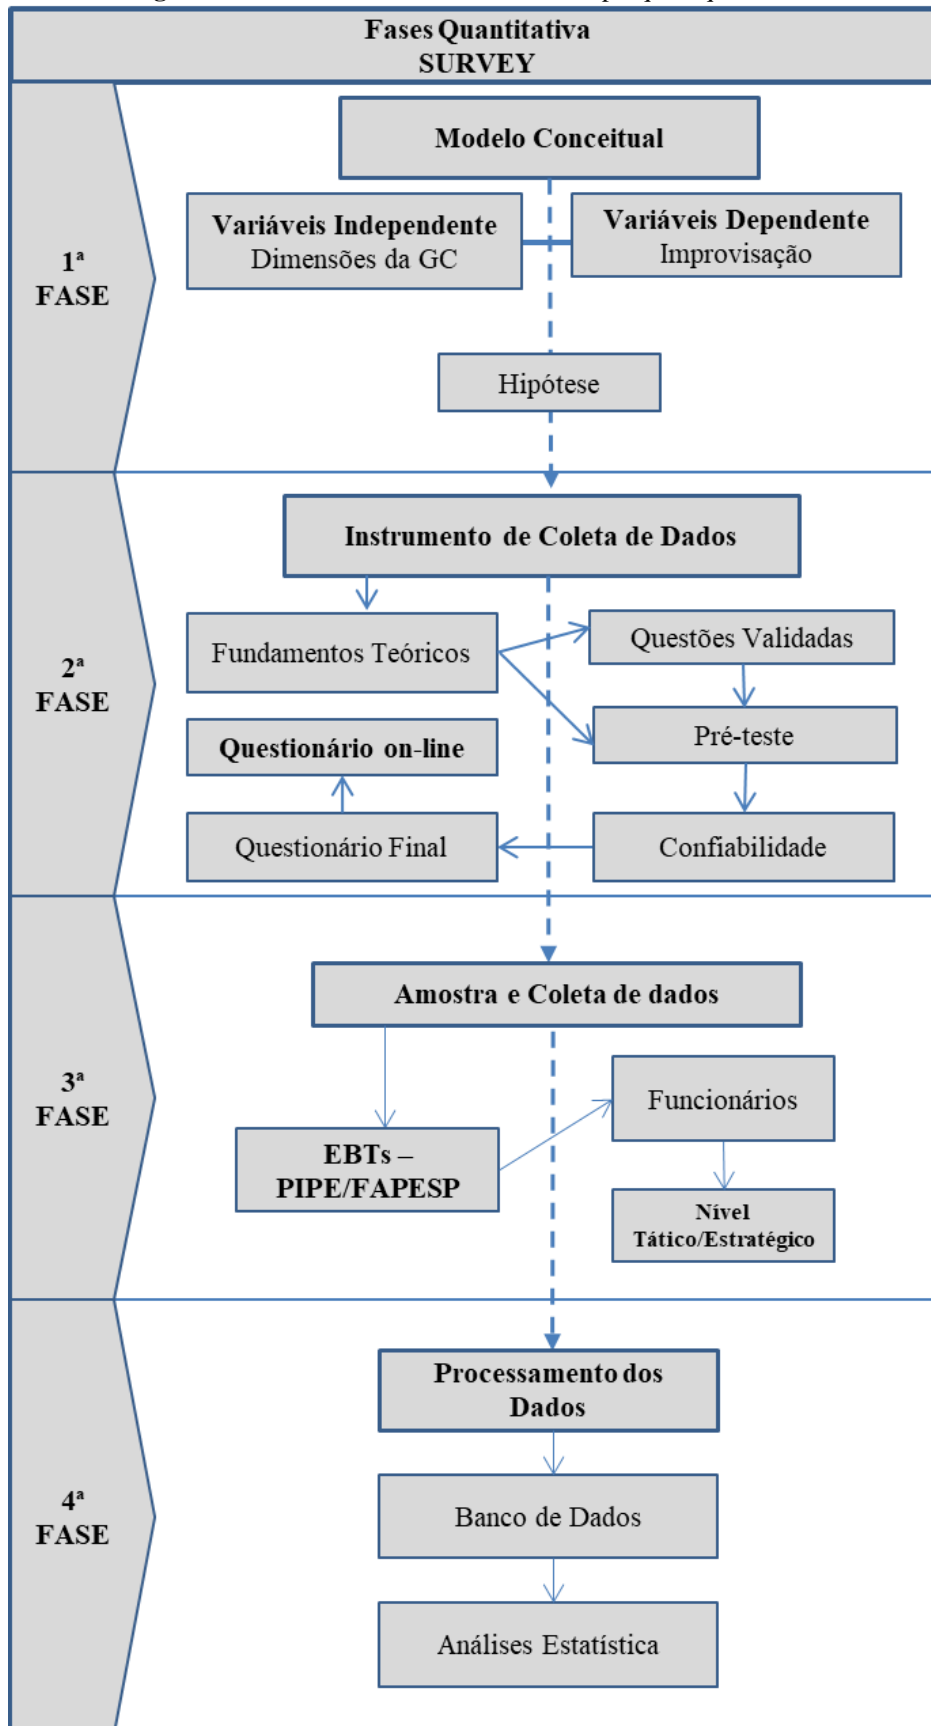 Fases Quantitativa
SURVEY
1ª
FASE
Modelo Conceitual
Variáveis Independente
Dimensões da GC
Variáveis Dependente
Improvisação
Hipótese
2ª
FASE
Instrumento de Coleta de Dados
Fundamentos Teóricos
Questões Validadas
Questionário on-line
Pré-teste
Questionário Final
Confiabilidade
3ª
FASE
Amostra e Coleta de dados
Funcionários
EBTs –
PIPE/FAPESP
Nível
Tático/Estratégico
4ª
FASE
Processamento dos
Dados
Banco de Dados
Análises Estatística